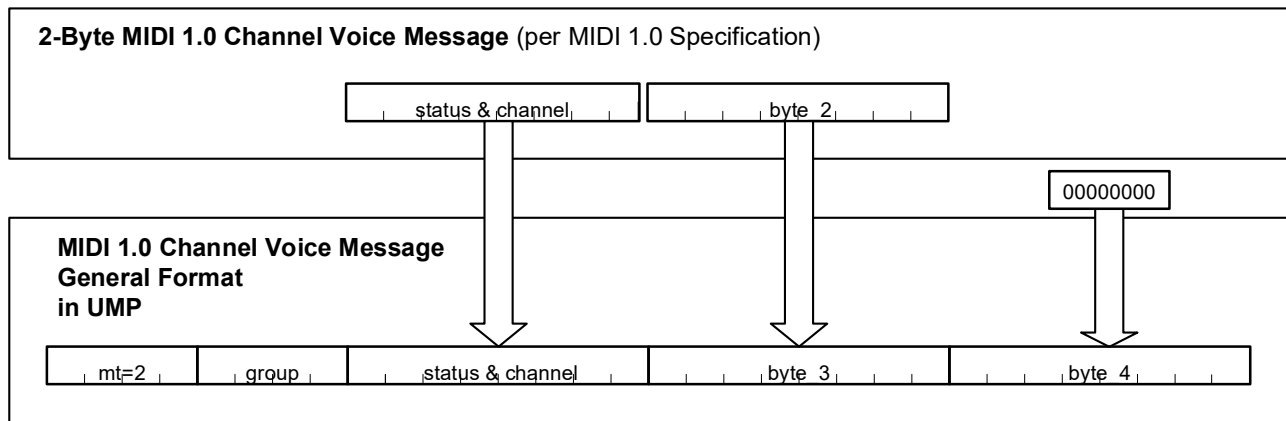 2-Byte MIDI 1.0 Channel Voice Message (per MIDI 1.0 Specification)
status & channel byte 2
00000000
MIDI 1.0 Channel Voice Message
General Format
in UMP
mt=2 group status & channel byte 3 byte 4